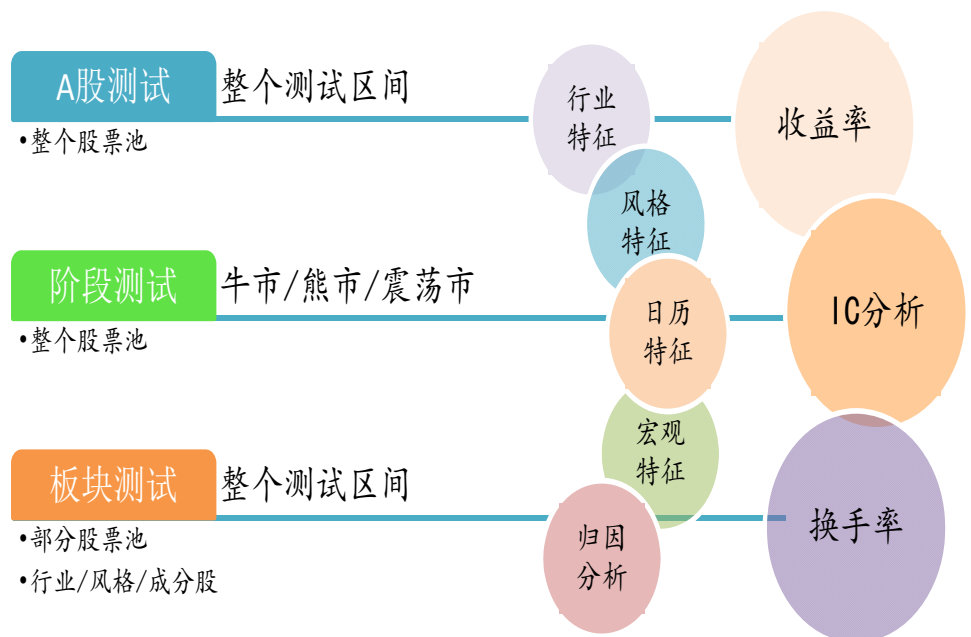 A股测试
整个测试区间
•整个股票池
阶段测试
牛市/熊市/震荡市
•整个股票池
板块测试
整个测试区间
•部分股票池
•行业/风格/成分股
行业
特征
风格
特征
日历
特征
宏观
特征
归因
分析
收益率
IC分析
换手率